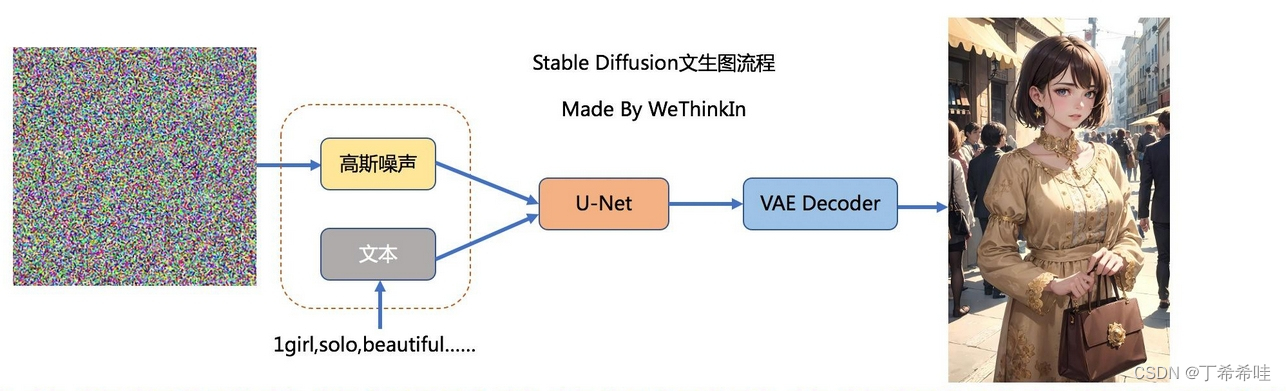 Stable Diffusion文生图流程
Made By WeThinkIn
高斯噪声
文本
1girl,solo,beautiful......
U-Net
VAE Decoder
CSDN @丁希希哇